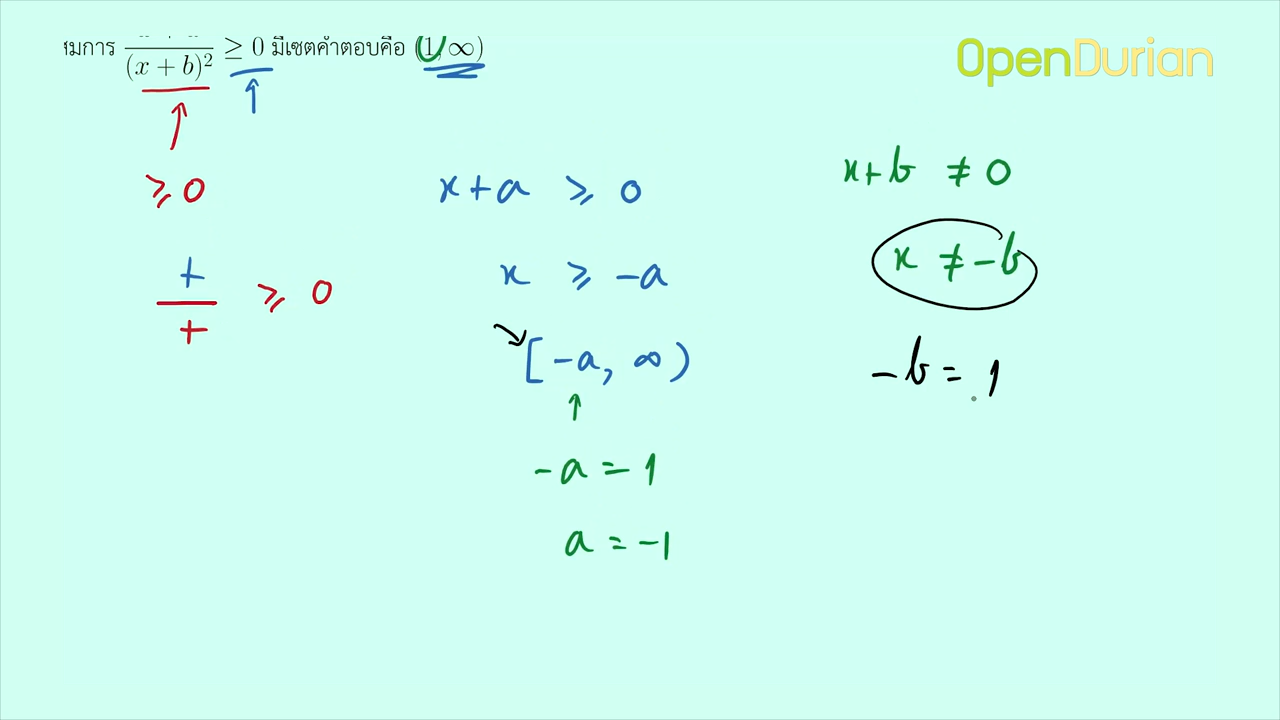 OpenDurian
สมการ (x + b)² ≥ 0 มีเซตคำตอบคือ (1, ∞)
≥ 0
+ / + ≥ 0
x + a ≥ 0
x ≥ -a
[-a, ∞)
-a = 1
a = -1
x + b ≠ 0
x ≠ -b
-b = 1